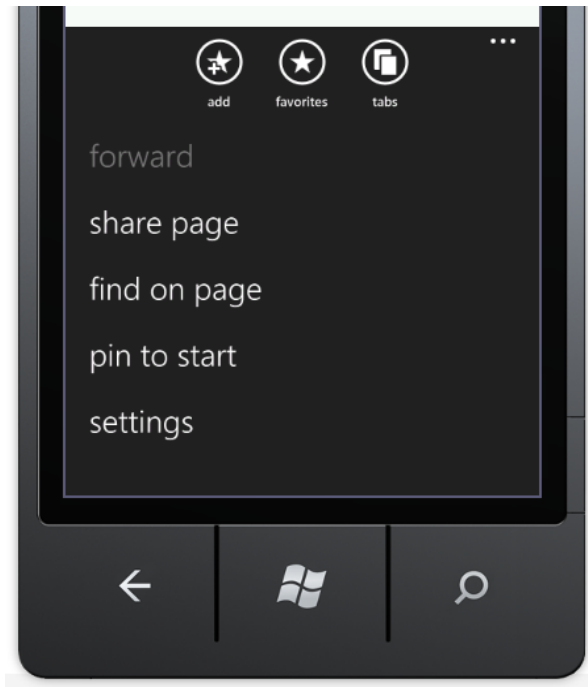 add favorites tabs
forward
share page
find on page
pin to start
settings